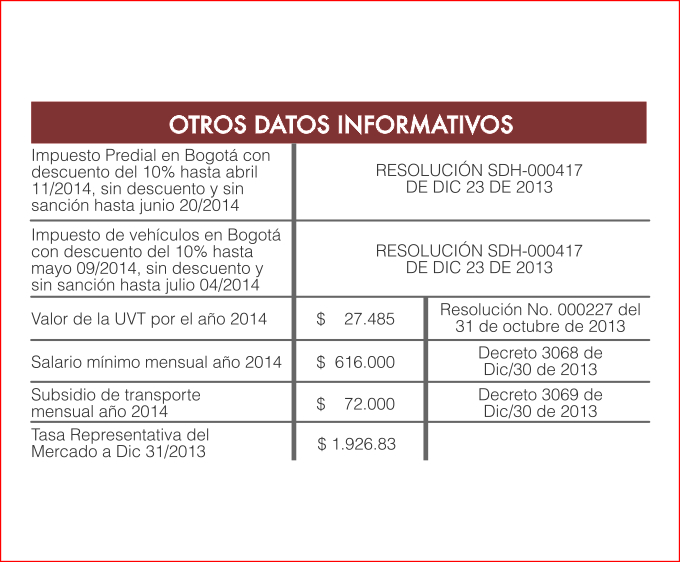 OTROS DATOS INFORMATIVOS
Impuesto Predial en Bogotá con
descuento del 10% hasta abril
11/2014, sin descuento y sin
sanción hasta junio 20/2014
RESOLUCIÓN SDH-000417
DE DIC 23 DE 2013
Impuesto de vehículos en Bogotá
con descuento del 10% hasta
mayo 09/2014, sin descuento y
sin sanción hasta julio 04/2014
RESOLUCIÓN SDH-000417
DE DIC 23 DE 2013
Valor de la UVT por el año 2014
$ 27.485
Resolución No. 000227 del
31 de octubre de 2013
Salario mínimo mensual año 2014
$ 616.000
Decreto 3068 de
Dic/30 de 2013
Subsidio de transporte
mensual año 2014
$ 72.000
Decreto 3069 de
Dic/30 de 2013
Tasa Representativa del
Mercado a Dic 31/2013
$ 1.926.83